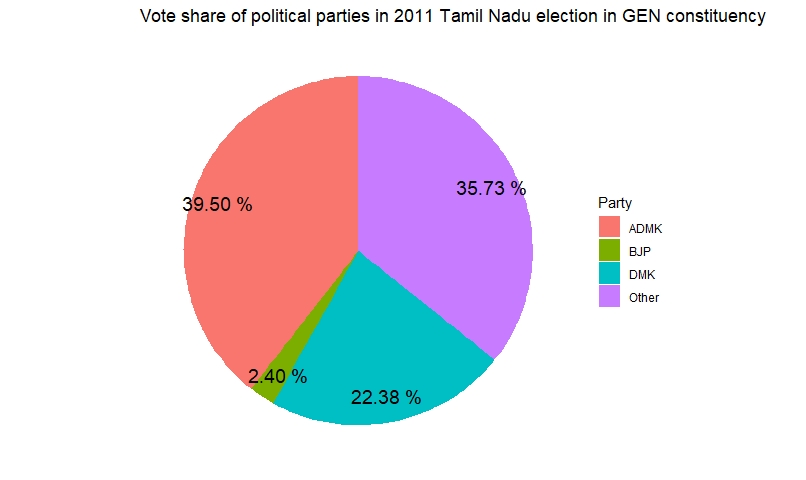 Vote share of political parties in 2011 Tamil Nadu election in GEN constituency
35.73 %
39.50 %
2.40 %
22.38 %
Party
ADMK
BJP
DMK
Other